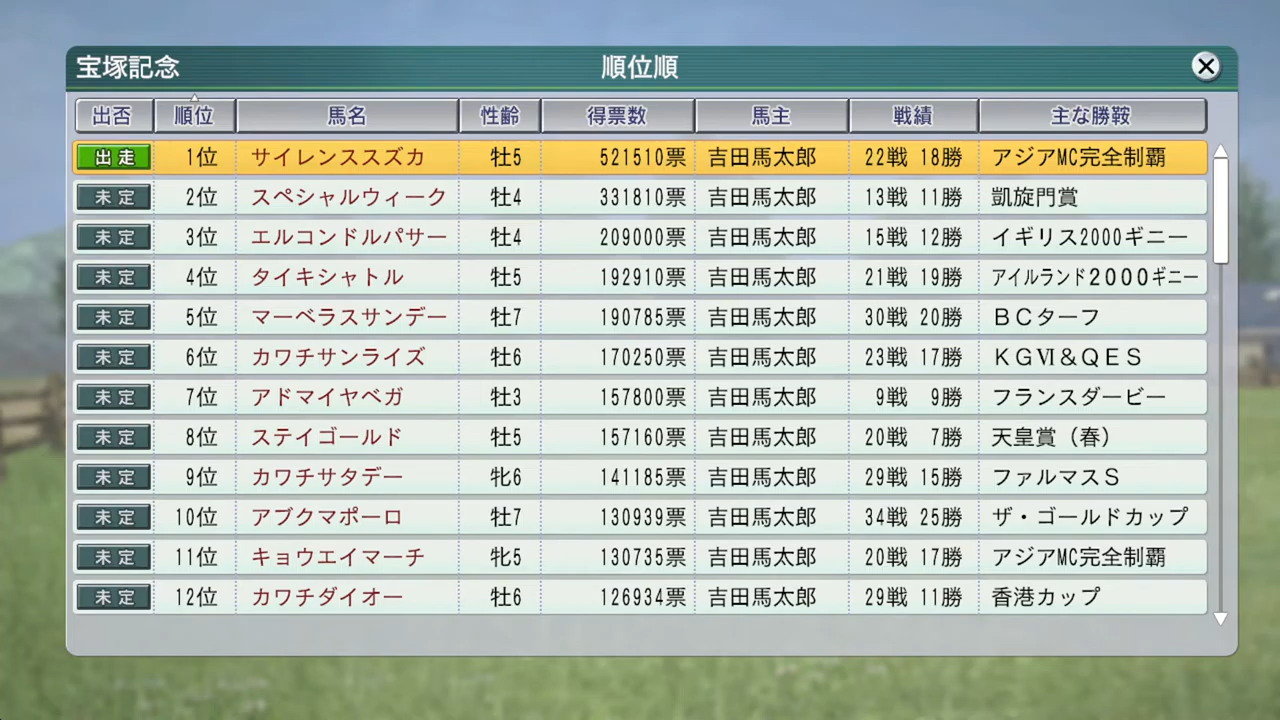 宝塚記念 順位順
出否 順位 馬名 性齢 得票数 馬主 戦績 主な勝鞍
出走 1位 サイレンススズカ 牡5 521510票 吉田馬太郎 22戦 18勝 アジアMC完全制覇
未定 2位 スペシャルウィーク 牡4 331810票 吉田馬太郎 13戦 11勝 凱旋門賞
未定 3位 エルコンドルパサー 牡4 209000票 吉田馬太郎 15戦 12勝 イギリス2000ギニー
未定 4位 タイキシャトル 牡5 192910票 吉田馬太郎 21戦 19勝 アイルランド2000ギニー
未定 5位 マーベラスサンデー 牡7 190785票 吉田馬太郎 30戦 20勝 BCターフ
未定 6位 カワチサンライズ 牡6 170250票 吉田馬太郎 23戦 17勝 KGⅥ&QES
未定 7位 アドマイヤベガ 牡3 157800票 吉田馬太郎 9戦 9勝 フランスダービー
未定 8位 ステイゴールド 牡5 157160票 吉田馬太郎 20戦 7勝 天皇賞(春)
未定 9位 カワチサタデー 牝6 141185票 吉田馬太郎 29戦 15勝 ファルマスS
未定 10位 アブクマポーロ 牡7 130939票 吉田馬太郎 34戦 25勝 ザ・ゴールドカップ
未定 11位 キョウエイマーチ 牝5 130735票 吉田馬太郎 20戦 17勝 アジアMC完全制覇
未定 12位 カワチダイオー 牡6 126934票 吉田馬太郎 29戦 11勝 香港カップ